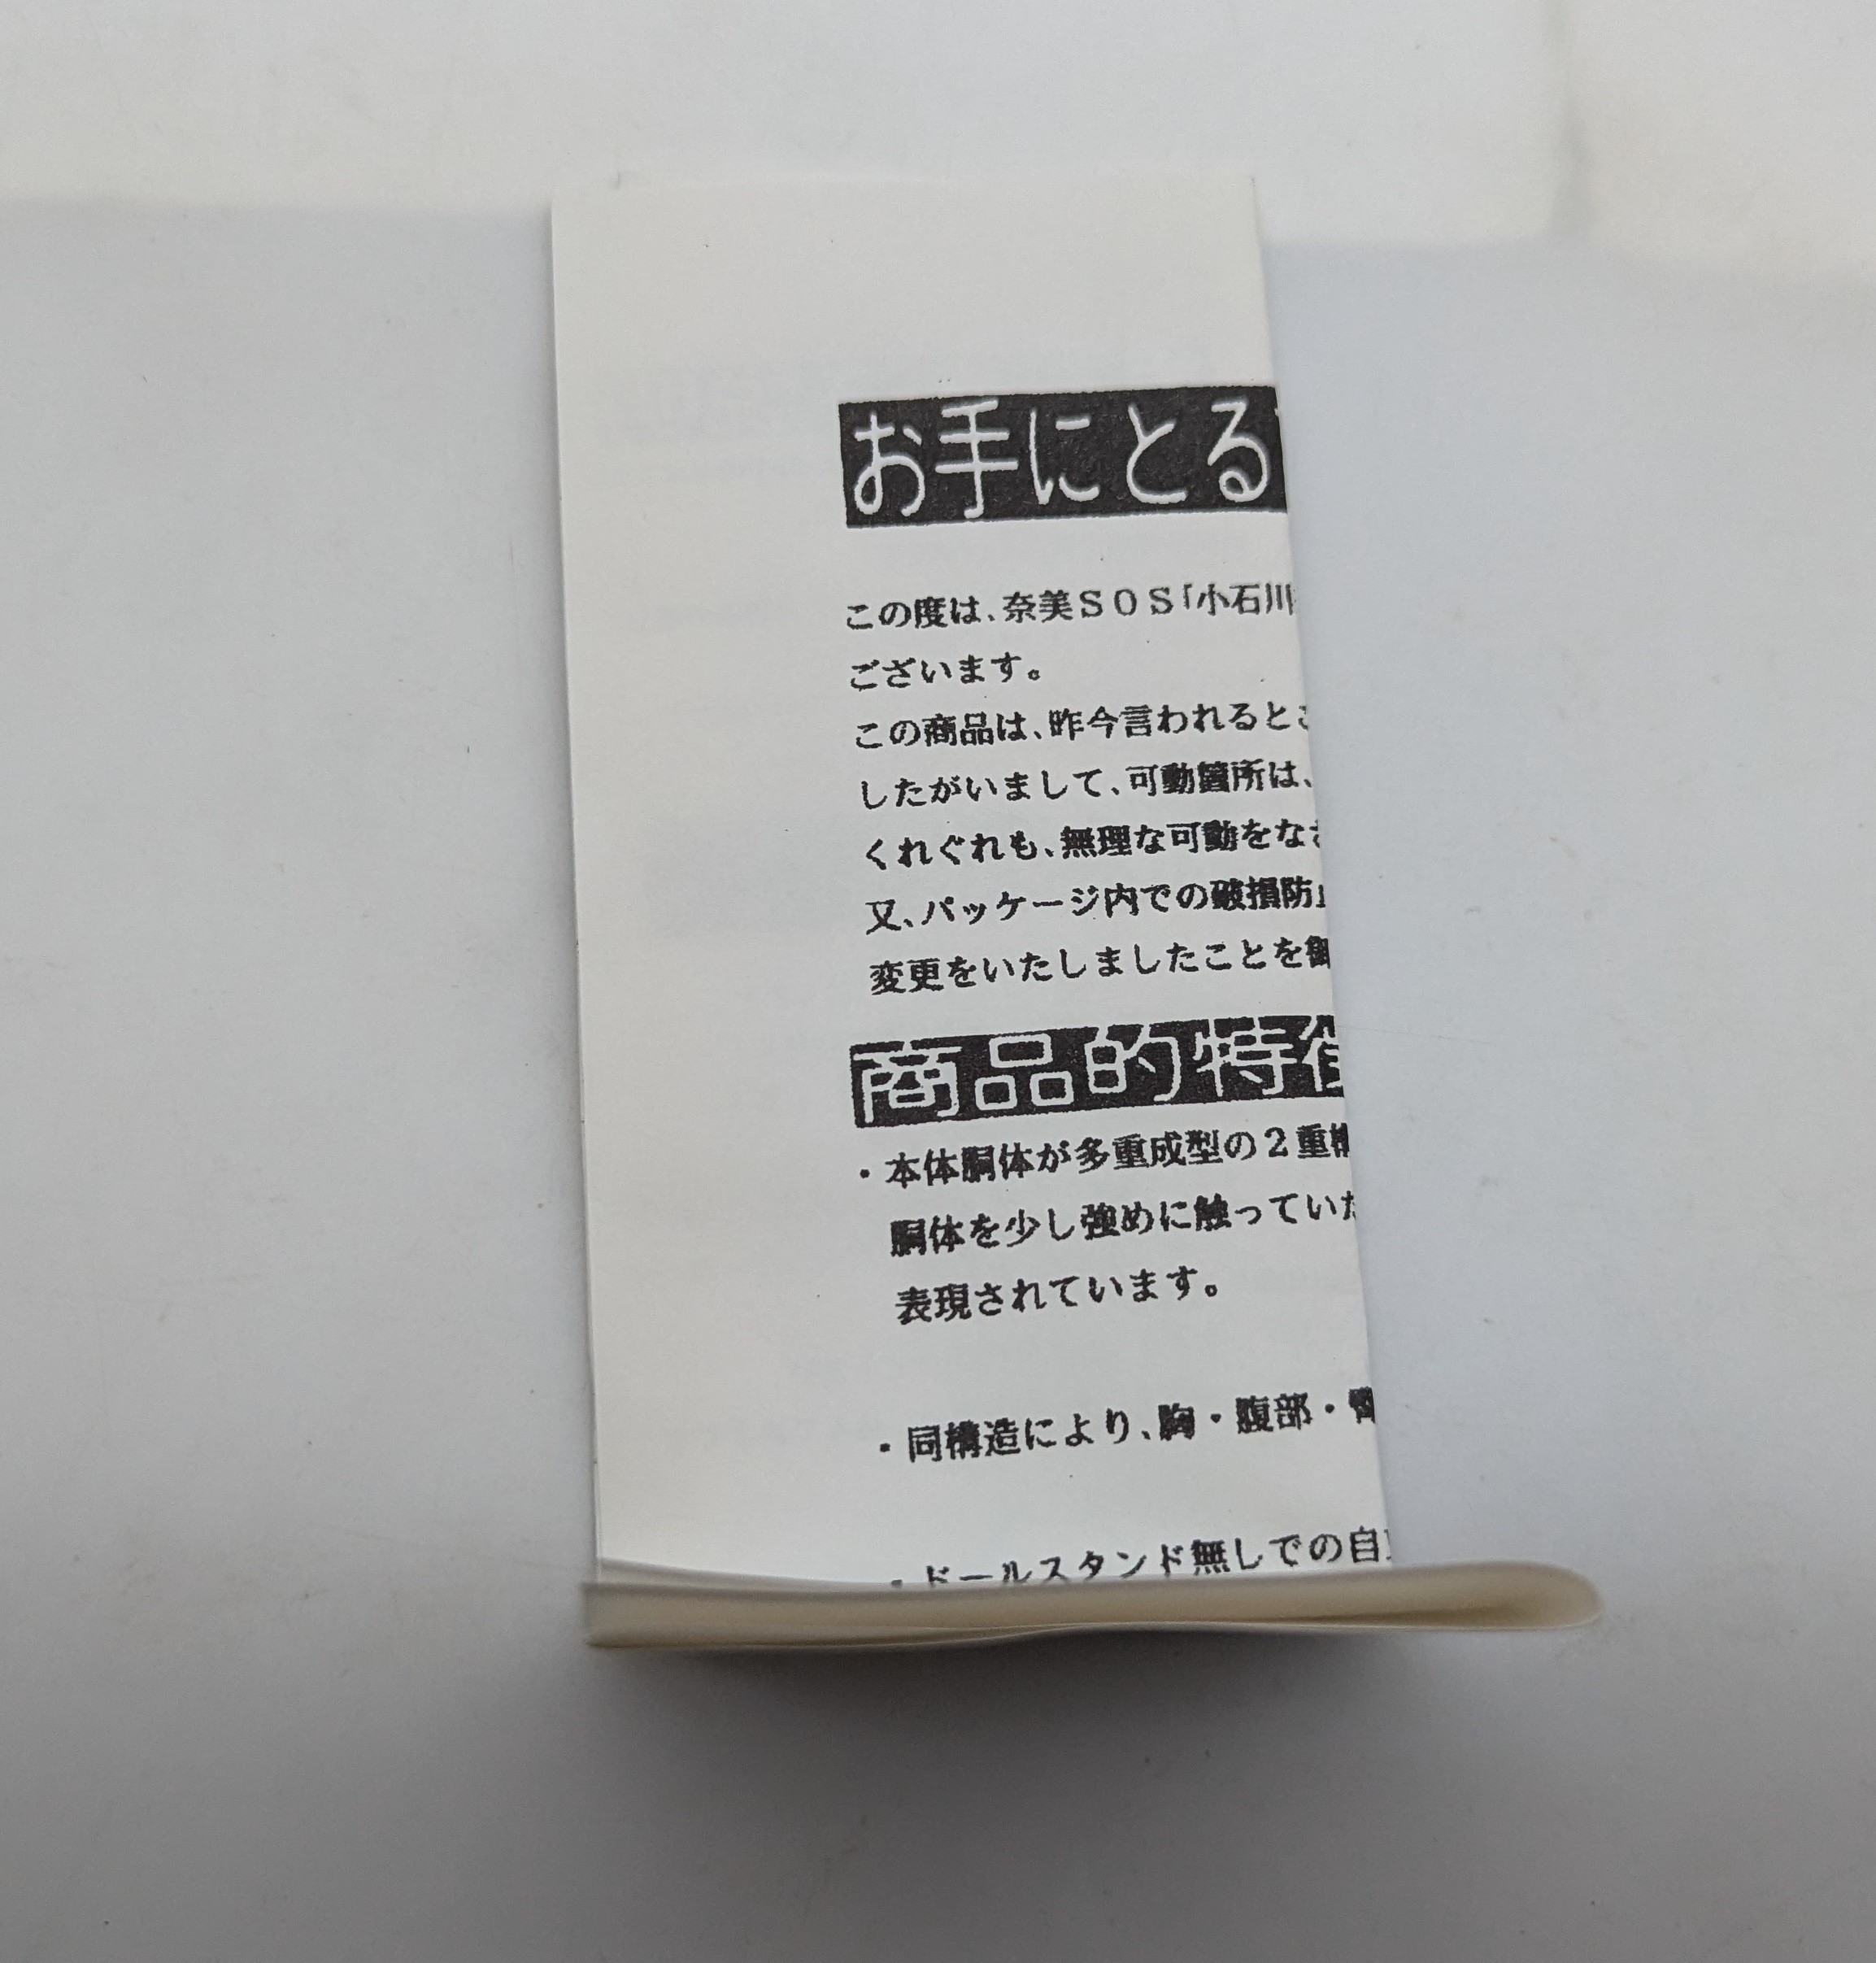 お手にとる
この度は、奈美ＳＯＳ「小石川
ございます。
この商品は、昨今言われるとこ
したがいまして、可動箇所は、
くれぐれも、無理な可動をなさ
又、パッケージ内での破損防止
変更をいたしましたことを御
商品的特徴
・本体胴体が多重成型の２重構
胴体を少し強めに触っていた
表現されています。
・同構造により、胸・腹部・臀
・ドールスタンド無しでの自立